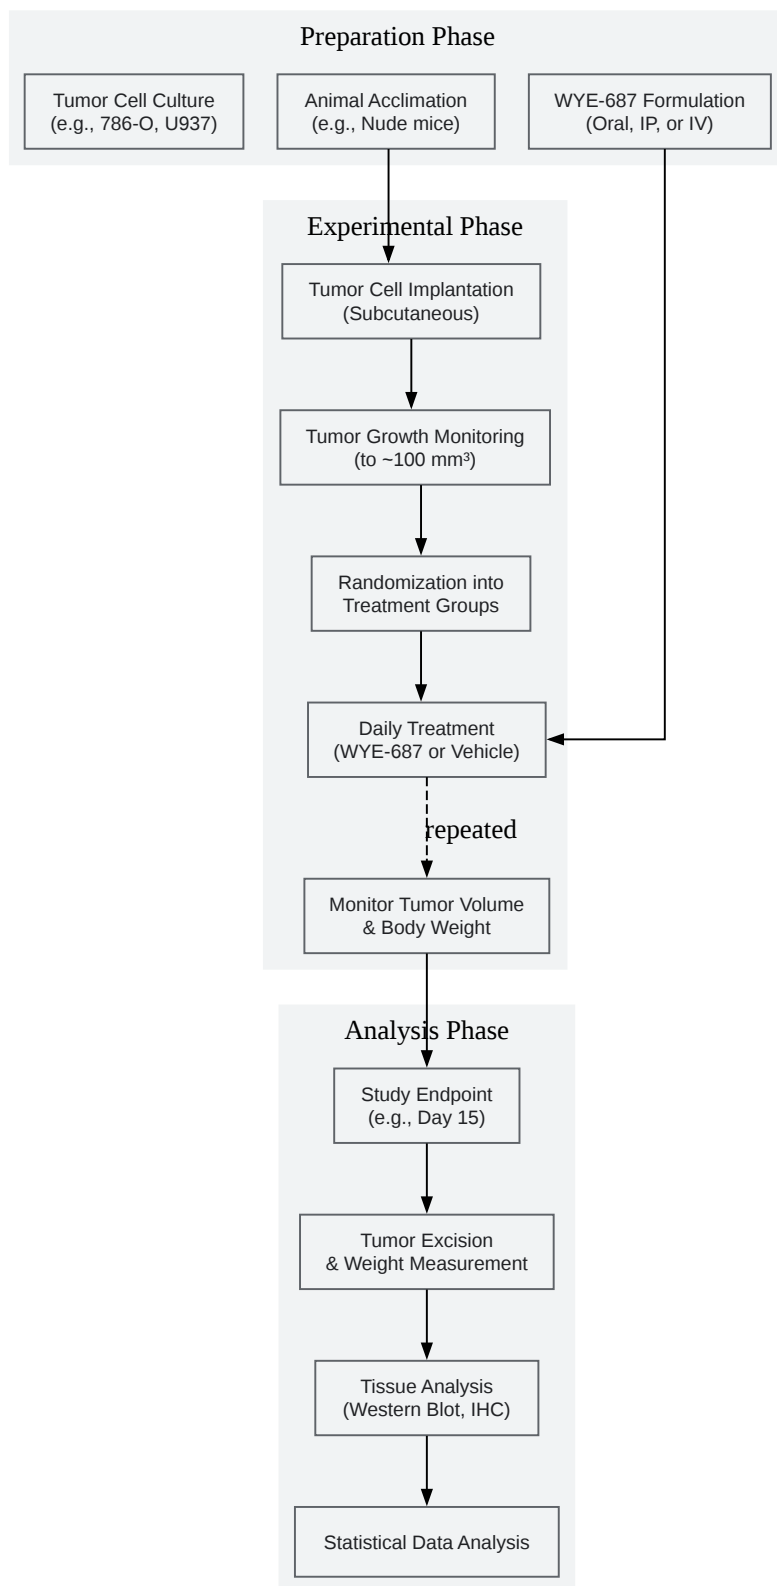 Preparation Phase
Tumor Cell Culture
(e.g., 786-O, U937)
Animal Acclimation
(e.g., Nude mice)
WYE-687 Formulation
(Oral, IP, or IV)
Experimental Phase
Tumor Cell Implantation
(Subcutaneous)
Tumor Growth Monitoring
(to ~100 mm³)
Randomization into
Treatment Groups
Daily Treatment
(WYE-687 or Vehicle)
repeated
Monitor Tumor Volume
& Body Weight
Analysis Phase
Study Endpoint
(e.g., Day 15)
Tumor Excision
& Weight Measurement
Tissue Analysis
(Western Blot, IHC)
Statistical Data Analysis